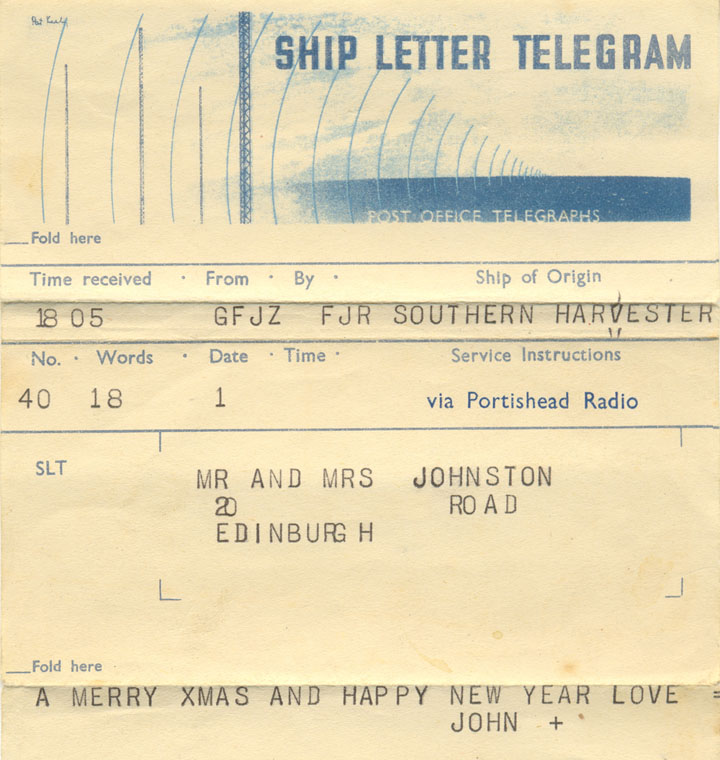 SHIP LETTER TELEGRAM
POST OFFICE TELEGRAPHS
Fold here
Time received · From · By · Ship of Origin
18 05 GFJZ FJR SOUTHERN HARVESTER
No. · Words · Date · Time · Service Instructions
40 18 1 via Portishead Radio
SLT
MR AND MRS JOHNSTON
20 ROAD
EDINBURGH
Fold here
A MERRY XMAS AND HAPPY NEW YEAR LOVE =
JOHN +